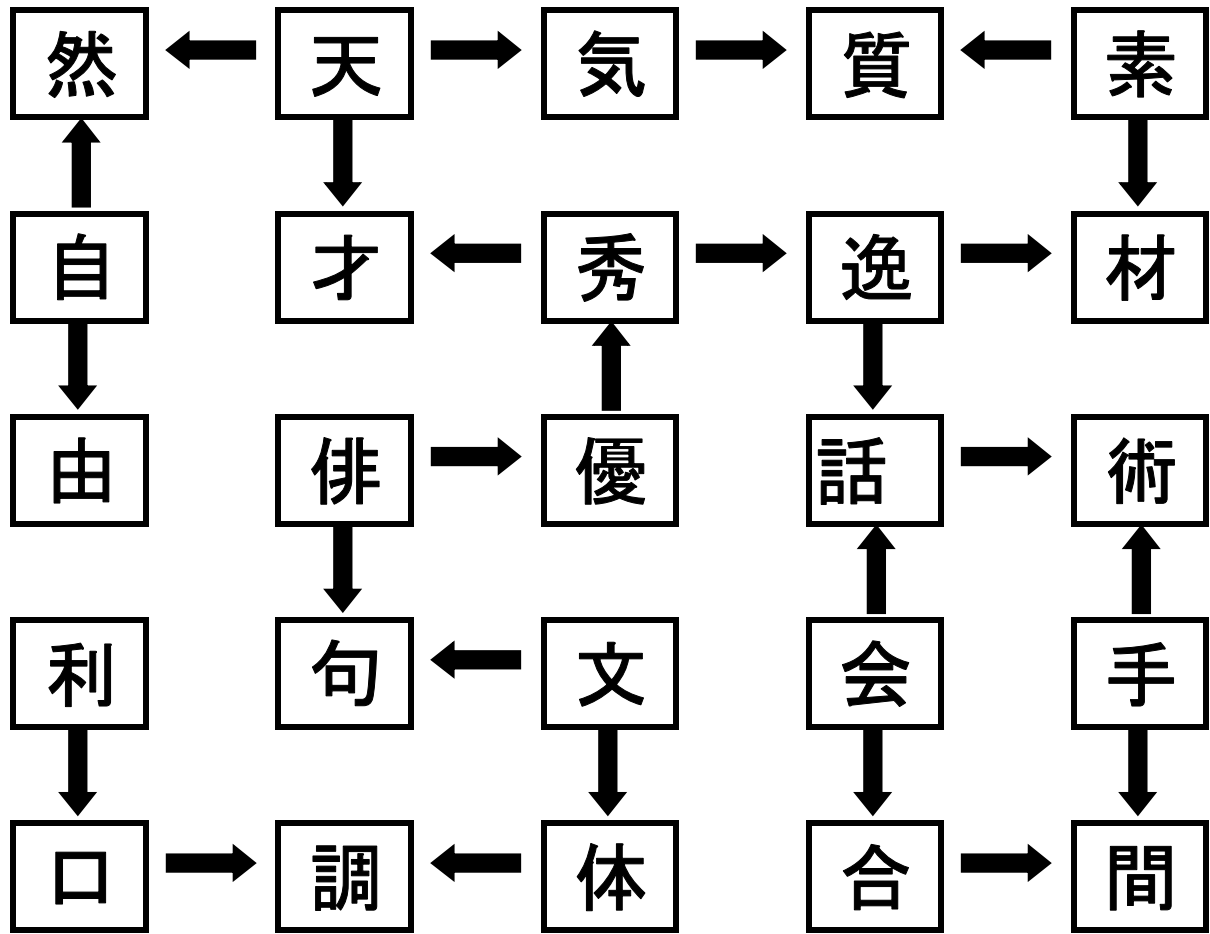 然 天 気 質 素
自 才 秀 逸 材
由 俳 優 話 術
利 句 文 会 手
口 調 体 合 間